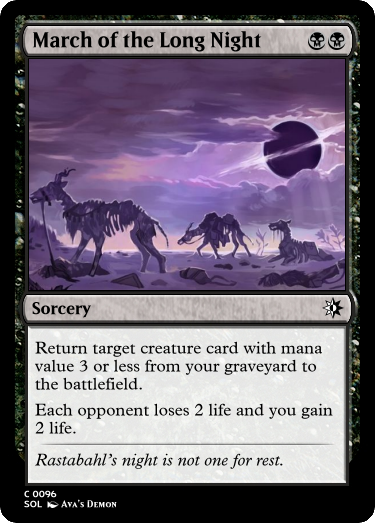 March of the Long Night
Sorcery
Return target creature card with mana
value 3 or less from your graveyard to
the battlefield.
Each opponent loses 2 life and you gain
2 life.
Rastabahl's night is not one for rest.
C 0096
SOL Ava's Demon